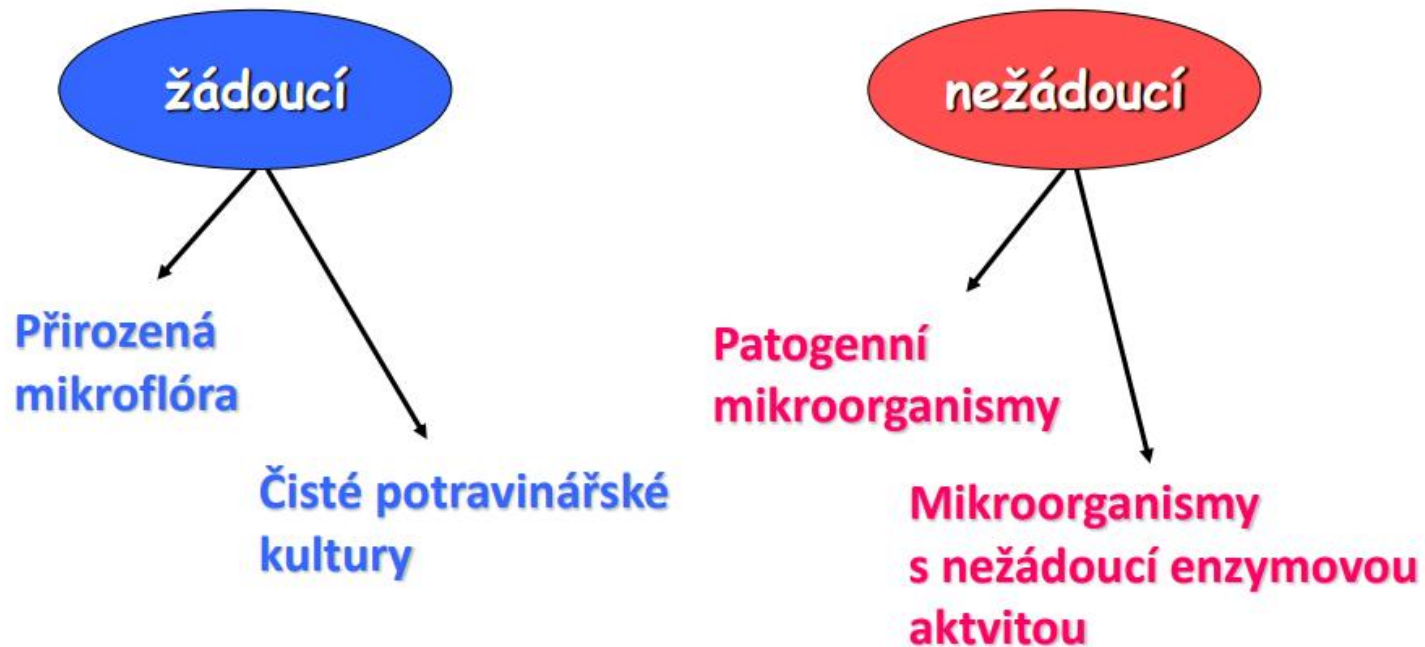 žádoucí
nežádoucí
Přirozená
mikroflóra
Čisté potravinářské
kultury
Patogenní
mikroorganismy
Mikroorganismy
s nežádoucí enzymovou
aktvitou